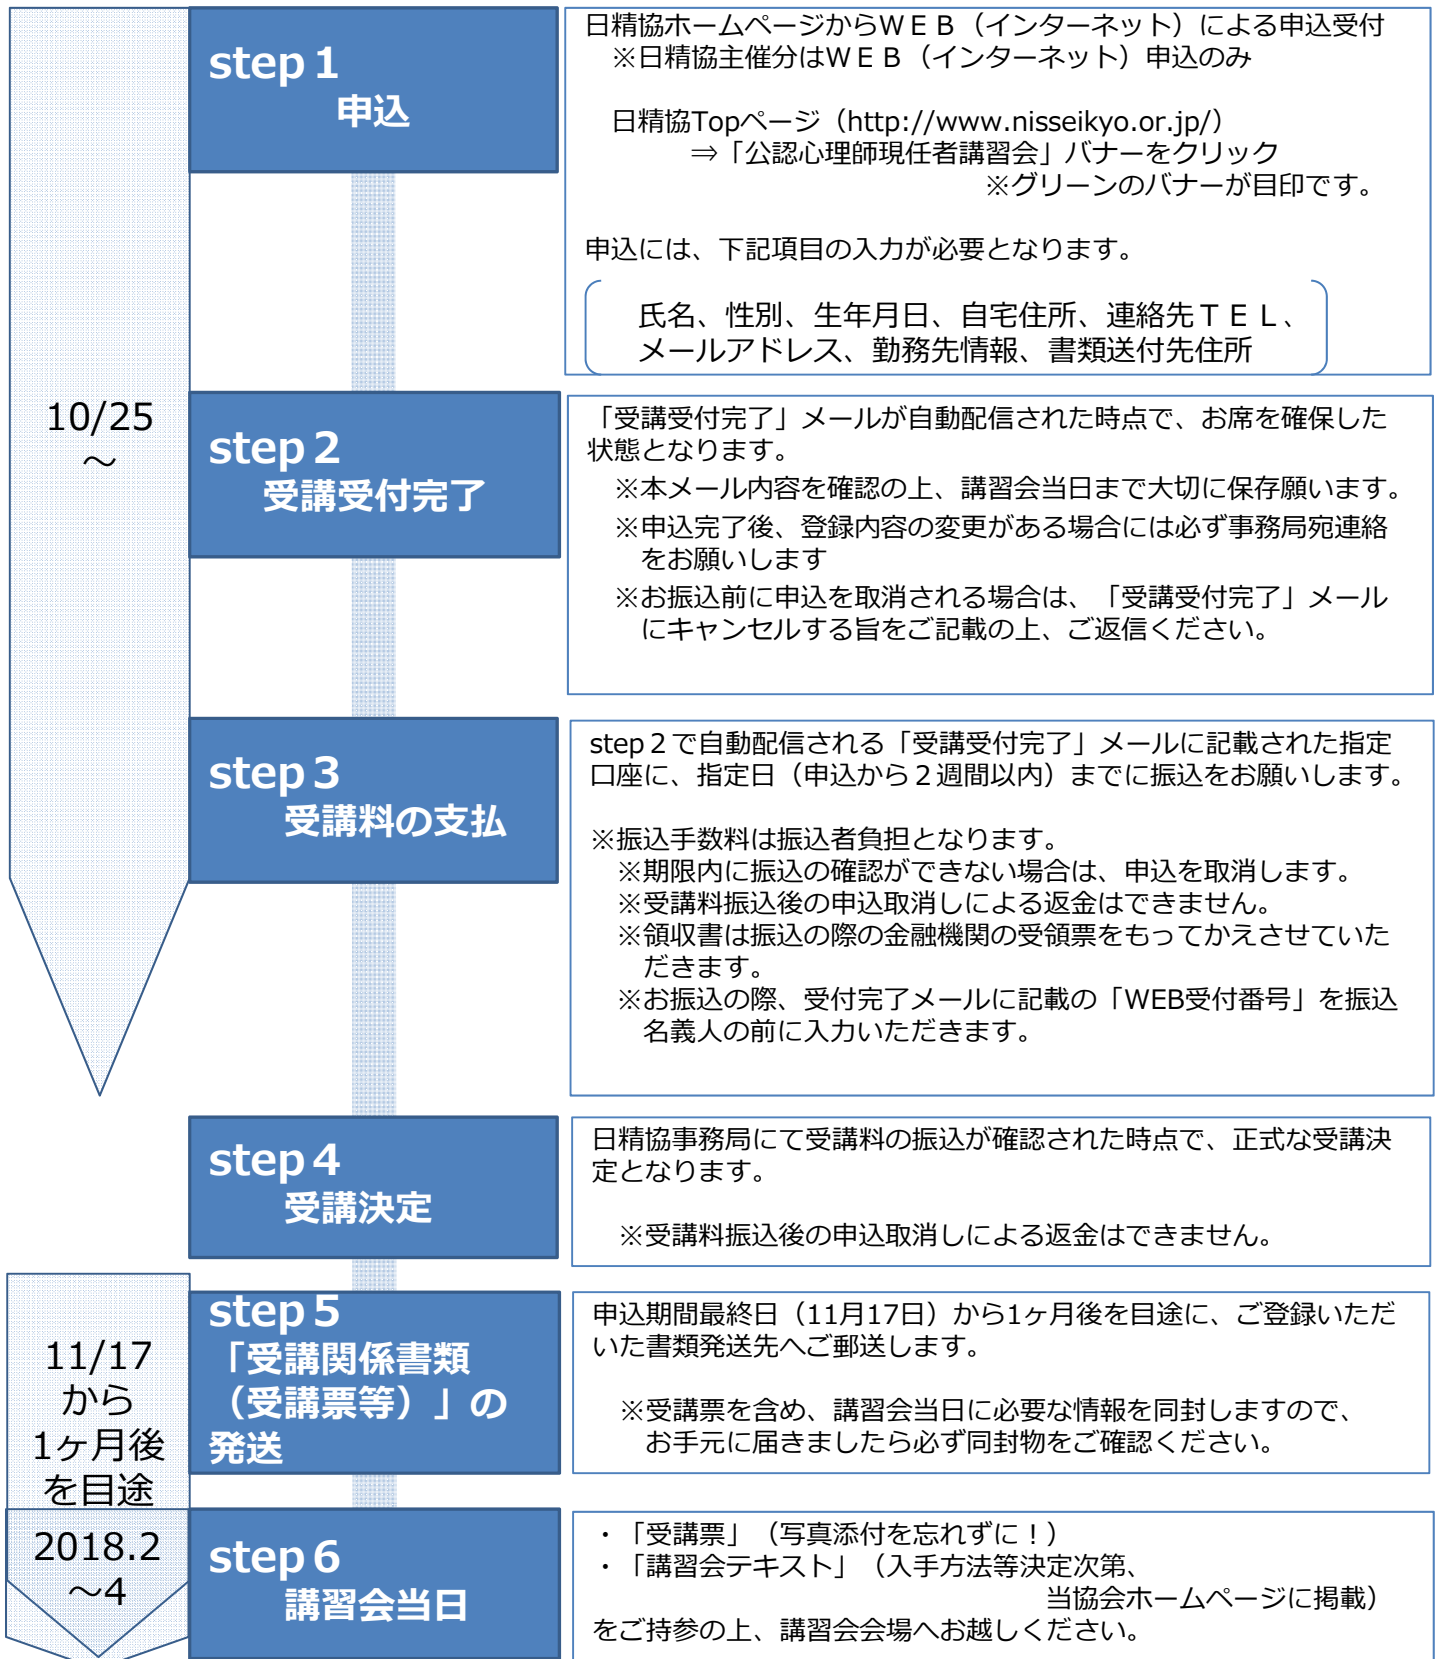 10/25
～
step１
申込
日精協ホームページからＷＥＢ（インターネット）による申込受付
※日精協主催分はＷＥＢ（インターネット）申込のみ
日精協Topページ（http://www.nisseikyo.or.jp/）
⇒「公認心理師現任者講習会」バナーをクリック
※グリーンのバナーが目印です。
申込には、下記項目の入力が必要となります。
氏名、性別、生年月日、自宅住所、連絡先ＴＥＬ、
メールアドレス、勤務先情報、書類送付先住所
step２
受講受付完了
「受講受付完了」メールが自動配信された時点で、お席を確保した
状態となります。
※本メール内容を確認の上、講習会当日まで大切に保存願います。
※申込完了後、登録内容の変更がある場合には必ず事務局宛連絡
をお願いします
※お振込前に申込を取消される場合は、「受講受付完了」メール
にキャンセルする旨をご記載の上、ご返信ください。
step３
受講料の支払
step２で自動配信される「受講受付完了」メールに記載された指定
口座に、指定日（申込から２週間以内）までに振込をお願いします。
※振込手数料は振込者負担となります。
※期限内に振込の確認ができない場合は、申込を取消します。
※受講料振込後の申込取消しによる返金はできません。
※領収書は振込の際の金融機関の受領票をもってかえさせていた
だきます。
※お振込の際、受付完了メールに記載の「WEB受付番号」を振込
名義人の前に入力いただきます。
step４
受講決定
日精協事務局にて受講料の振込が確認された時点で、正式な受講決
定となります。
※受講料振込後の申込取消しによる返金はできません。
11/17
から
1ヶ月後
を目途
step５
「受講関係書類
（受講票等）」の
発送
申込期間最終日（11月17日）から1ヶ月後を目途に、ご登録いただ
いた書類発送先へご郵送します。
※受講票を含め、講習会当日に必要な情報を同封しますので、
お手元に届きましたら必ず同封物をご確認ください。
2018.2
～4
step６
講習会当日
・「受講票」（写真添付を忘れずに！）
・「講習会テキスト」（入手方法等決定次第、
当協会ホームページに掲載）
をご持参の上、講習会会場へお越しください。